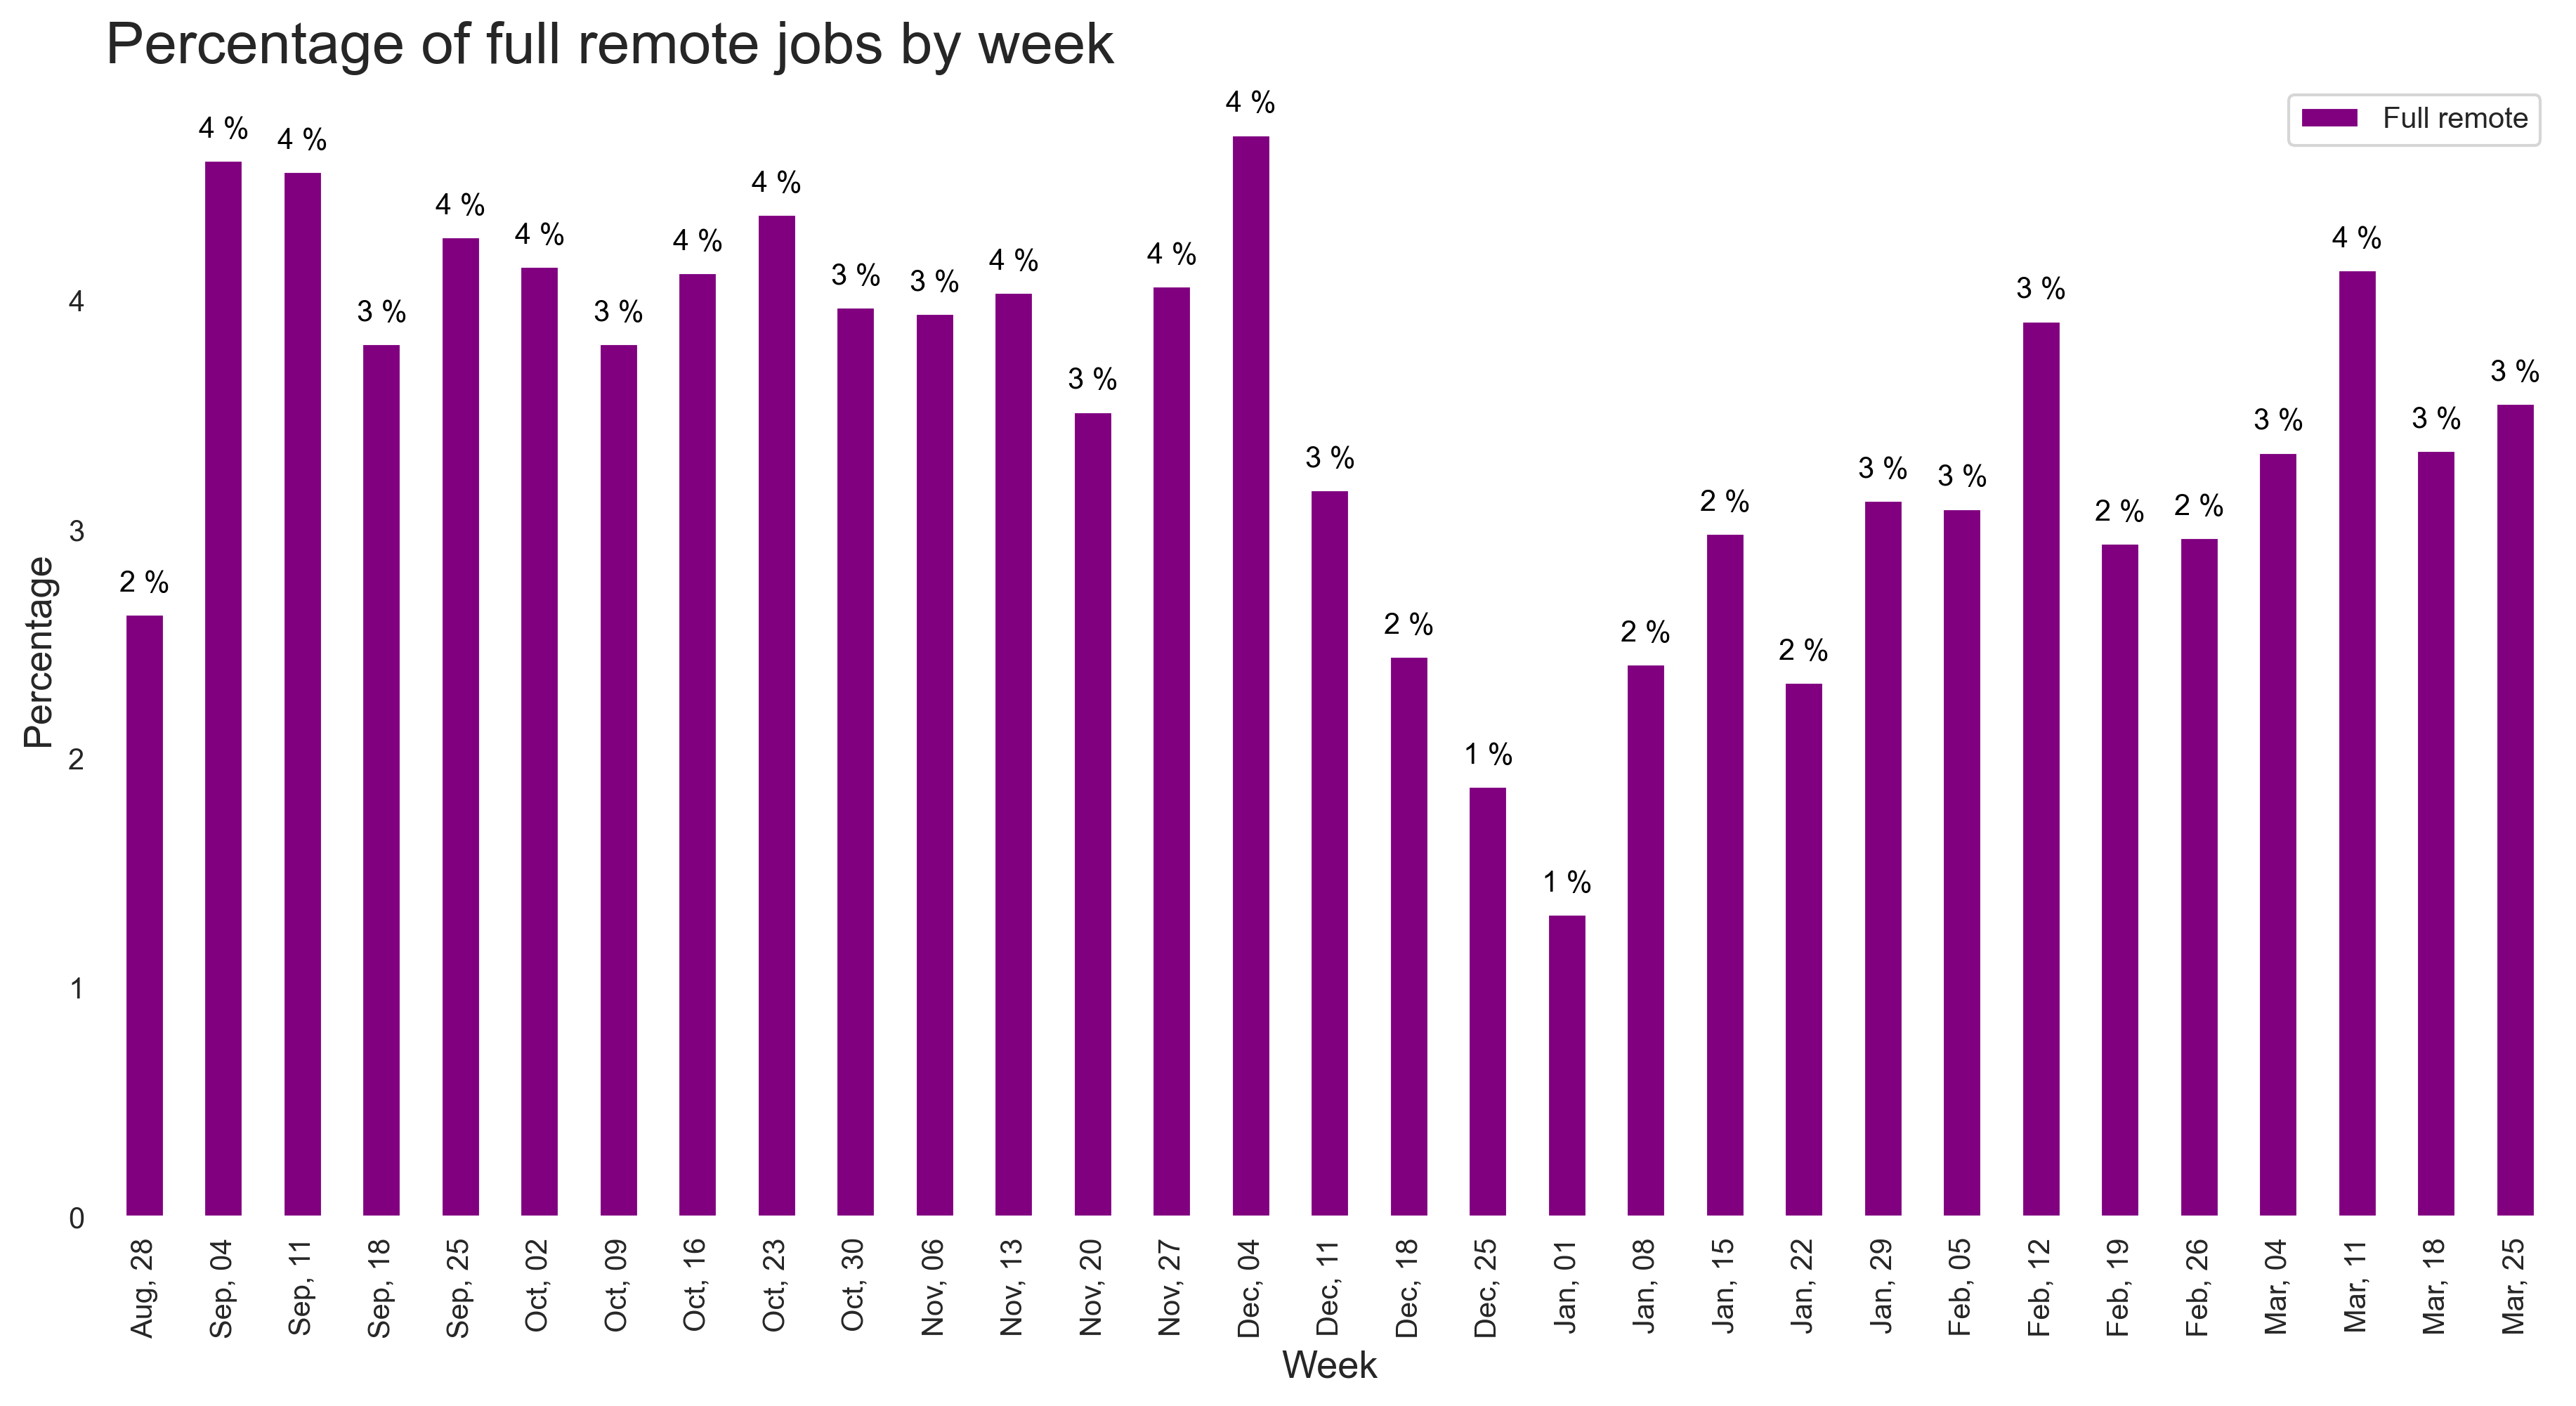 Percentage of full remote jobs by week
Full remote
Percentage
4
3
2
1
0
2 %
4 %
4 %
3 %
4 %
4 %
3 %
4 %
4 %
3 %
3 %
4 %
3 %
4 %
4 %
3 %
2 %
1 %
1 %
2 %
2 %
2 %
3 %
3 %
3 %
2 %
2 %
3 %
4 %
3 %
3 %
Aug, 28
Sep, 04
Sep, 11
Sep, 18
Sep, 25
Oct, 02
Oct, 09
Oct, 16
Oct, 23
Oct, 30
Nov, 06
Nov, 13
Nov, 20
Nov, 27
Dec, 04
Dec, 11
Dec, 18
Dec, 25
Jan, 01
Jan, 08
Jan, 15
Jan, 22
Jan, 29
Feb, 05
Feb, 12
Feb, 19
Feb, 26
Mar, 04
Mar, 11
Mar, 18
Mar, 25
Week